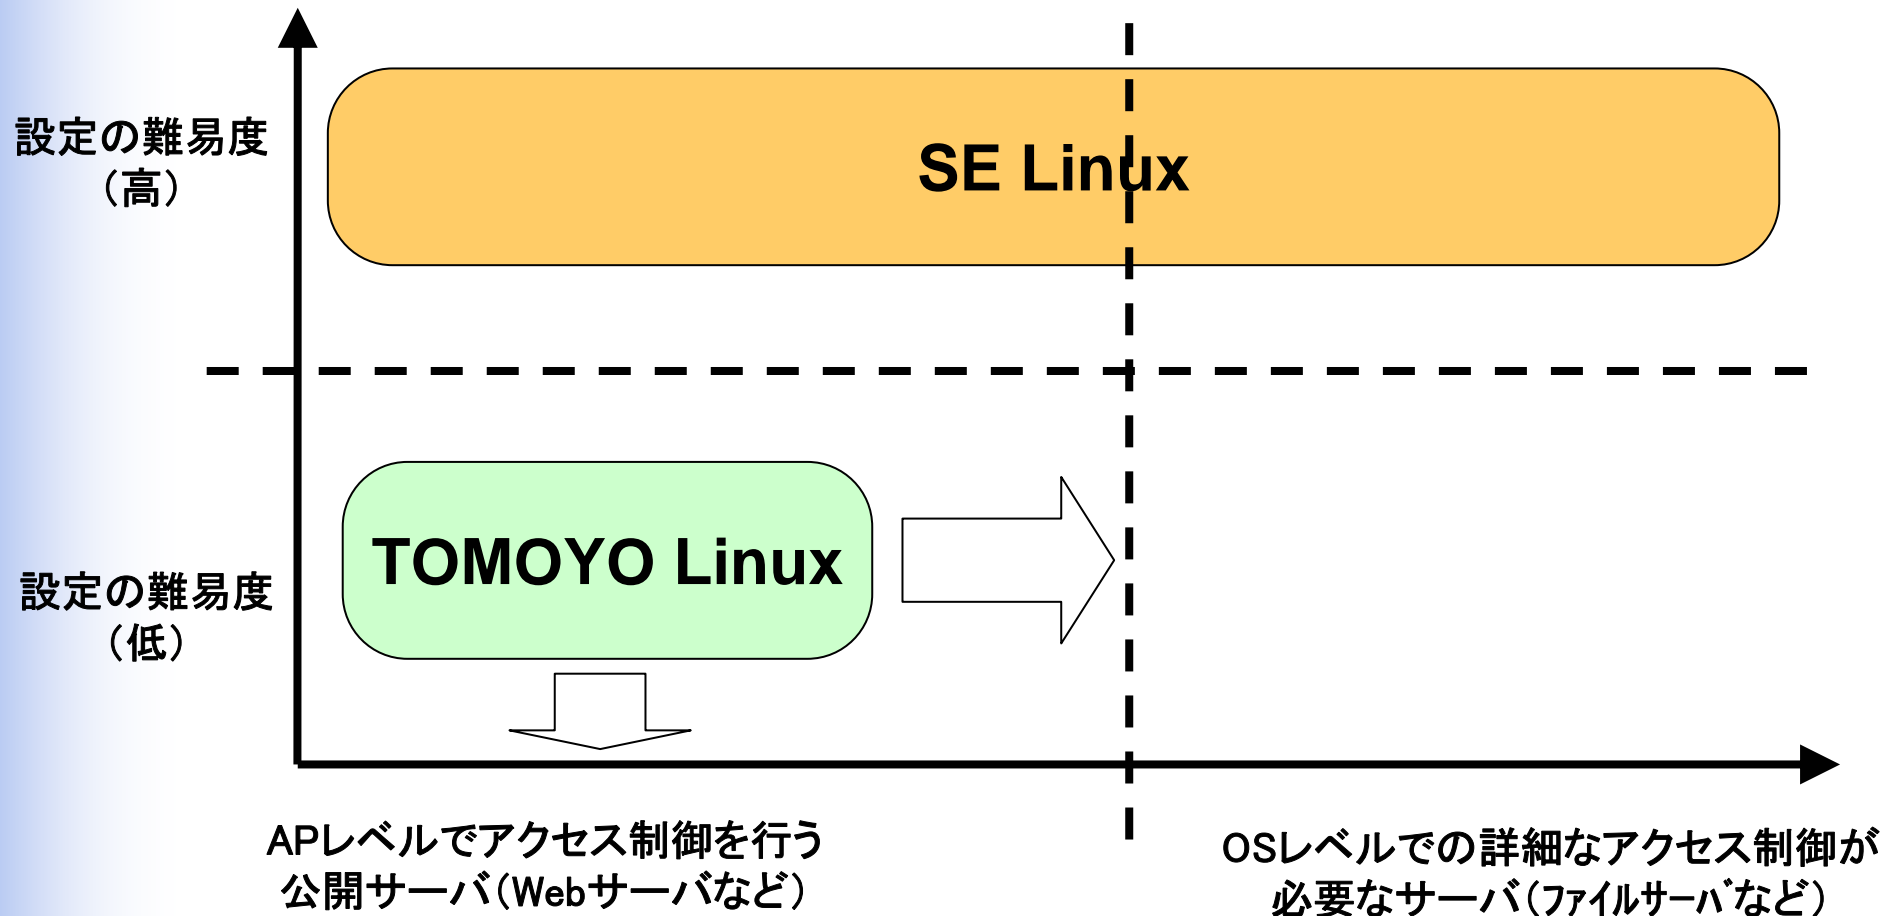 設定の難易度
（高）
SE Linux
設定の難易度
（低）
TOMOYO Linux
APレベルでアクセス制御を行う
公開サーバ（Webサーバなど）
OSレベルでの詳細なアクセス制御が
必要なサーバ（ﾌｧｲﾙｻｰﾊﾞなど）